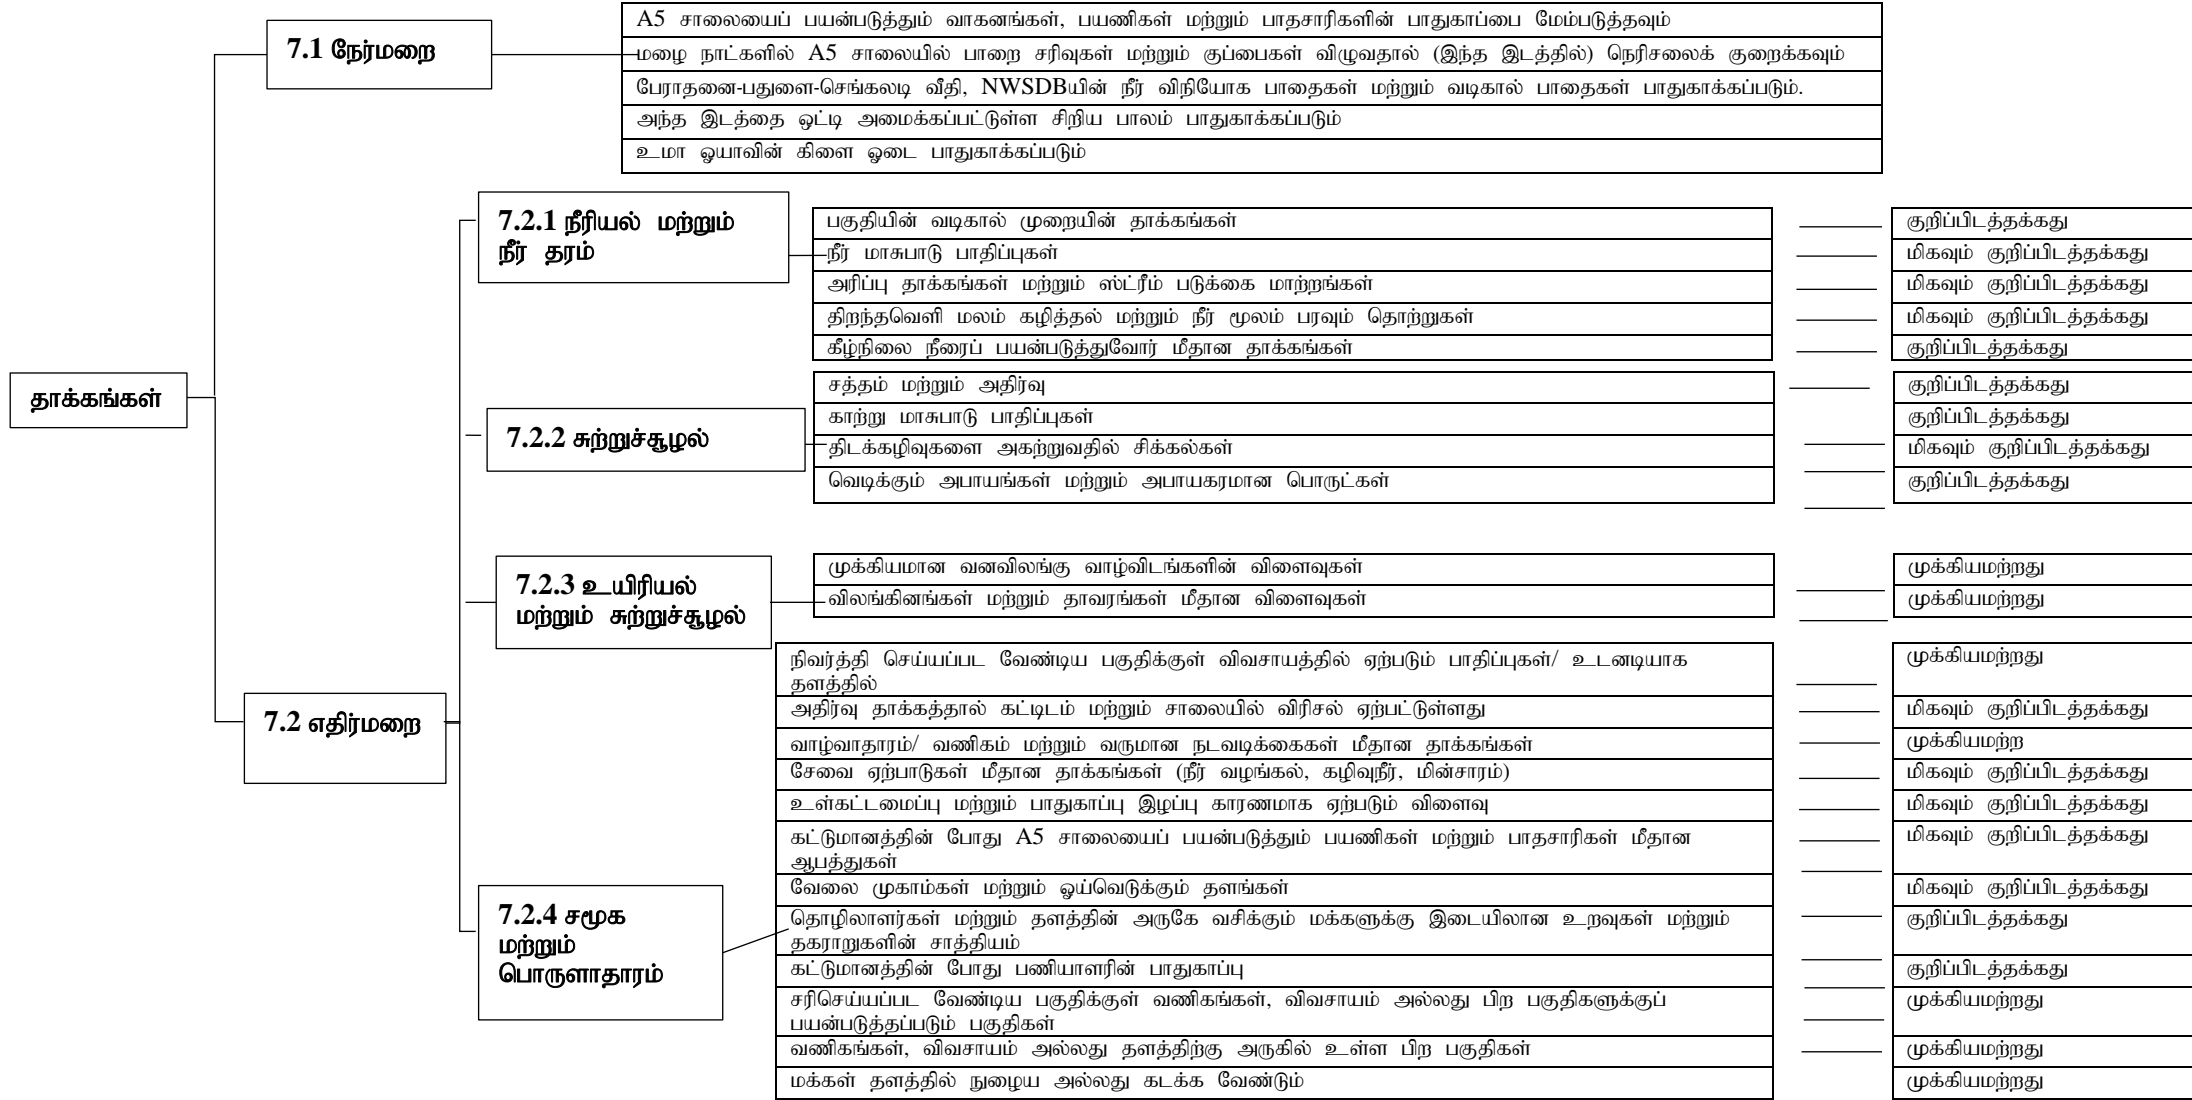 A5 சாலையைப் பயன்படுத்தும் வாகனங்கள், பயணிகள் மற்றும் பாதசாரிகளின் பாதுகாப்பை மேம்படுத்தவும்
7.1 நேர்மறை
மழை நாட்களில் A5 சாலையில் பாறை சரிவுகள் மற்றும் குப்பைகள் விழுவதால் (இந்த இடத்தில்) நெரிசலைக் குறைக்கவும்
பேராதனை-பதுளை-செங்கலடி வீதி, NWSDBயின் நீர் விநியோக பாதைகள் மற்றும் வடிகால் பாதைகள் பாதுகாக்கப்படும்.
அந்த இடத்தை ஒட்டி அமைக்கப்பட்டுள்ள சிறிய பாலம் பாதுகாக்கப்படும்
உமா ஓயாவின் கிளை ஓடை பாதுகாக்கப்படும்
தாக்கங்கள்
7.2 எதிர்மறை
7.2.1 நீரியல் மற்றும்
நீர் தரம்
பகுதியின் வடிகால் முறையின் தாக்கங்கள்
குறிப்பிடத்தக்கது
நீர் மாசுபாடு பாதிப்புகள்
மிகவும் குறிப்பிடத்தக்கது
அரிப்பு தாக்கங்கள் மற்றும் ஸ்ட்ரீம் படுக்கை மாற்றங்கள்
மிகவும் குறிப்பிடத்தக்கது
திறந்தவெளி மலம் கழித்தல் மற்றும் நீர் மூலம் பரவும் தொற்றுகள்
மிகவும் குறிப்பிடத்தக்கது
கீழ்நிலை நீரைப் பயன்படுத்துவோர் மீதான தாக்கங்கள்
குறிப்பிடத்தக்கது
7.2.2 சுற்றுச்சூழல்
சத்தம் மற்றும் அதிர்வு
குறிப்பிடத்தக்கது
காற்று மாசுபாடு பாதிப்புகள்
குறிப்பிடத்தக்கது
திடக்கழிவுகளை அகற்றுவதில் சிக்கல்கள்
மிகவும் குறிப்பிடத்தக்கது
வெடிக்கும் அபாயங்கள் மற்றும் அபாயகரமான பொருட்கள்
குறிப்பிடத்தக்கது
7.2.3 உயிரியல்
மற்றும் சுற்றுச்சூழல்
முக்கியமான வனவிலங்கு வாழ்விடங்களின் விளைவுகள்
முக்கியமற்றது
விலங்கினங்கள் மற்றும் தாவரங்கள் மீதான விளைவுகள்
முக்கியமற்றது
7.2.4 சமூக
மற்றும்
பொருளாதாரம்
நிவர்த்தி செய்யப்பட வேண்டிய பகுதிக்குள் விவசாயத்தில் ஏற்படும் பாதிப்புகள்/ உடனடியாக
தளத்தில்
முக்கியமற்றது
அதிர்வு தாக்கத்தால் கட்டிடம் மற்றும் சாலையில் விரிசல் ஏற்பட்டுள்ளது
மிகவும் குறிப்பிடத்தக்கது
வாழ்வாதாரம்/ வணிகம் மற்றும் வருமான நடவடிக்கைகள் மீதான தாக்கங்கள்
முக்கியமற்ற
சேவை ஏற்பாடுகள் மீதான தாக்கங்கள் (நீர் வழங்கல், கழிவுநீர், மின்சாரம்)
மிகவும் குறிப்பிடத்தக்கது
உள்கட்டமைப்பு மற்றும் பாதுகாப்பு இழப்பு காரணமாக ஏற்படும் விளைவு
மிகவும் குறிப்பிடத்தக்கது
கட்டுமானத்தின் போது A5 சாலையைப் பயன்படுத்தும் பயணிகள் மற்றும் பாதசாரிகள் மீதான
ஆபத்துகள்
மிகவும் குறிப்பிடத்தக்கது
வேலை முகாம்கள் மற்றும் ஓய்வெடுக்கும் தளங்கள்
மிகவும் குறிப்பிடத்தக்கது
தொழிலாளர்கள் மற்றும் தளத்தின் அருகே வசிக்கும் மக்களுக்கு இடையிலான உறவுகள் மற்றும்
தகராறுகளின் சாத்தியம்
குறிப்பிடத்தக்கது
கட்டுமானத்தின் போது பணியாளரின் பாதுகாப்பு
குறிப்பிடத்தக்கது
சரிசெய்யப்பட வேண்டிய பகுதிக்குள் வணிகங்கள், விவசாயம் அல்லது பிற பகுதிகளுக்குப்
பயன்படுத்தப்படும் பகுதிகள்
முக்கியமற்றது
வணிகங்கள், விவசாயம் அல்லது தளத்திற்கு அருகில் உள்ள பிற பகுதிகள்
முக்கியமற்றது
மக்கள் தளத்தில் நுழைய அல்லது கடக்க வேண்டும்
முக்கியமற்றது